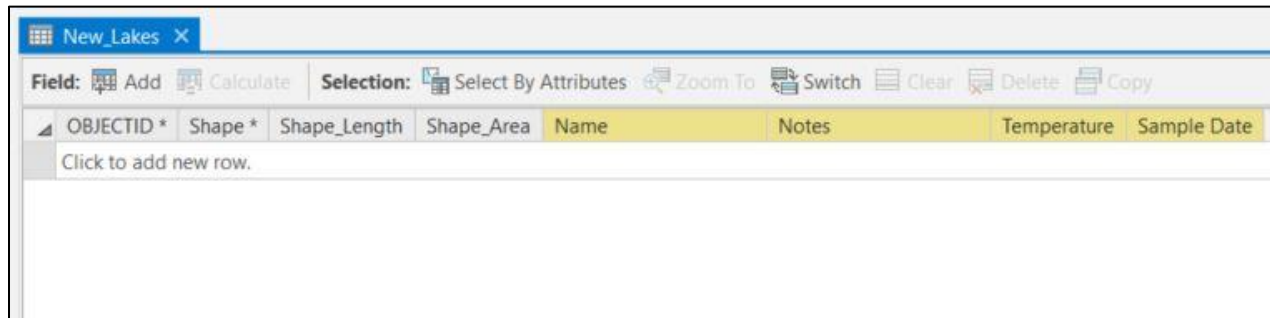 New_Lakes
Field: Add Calculate Selection: Select By Attributes Zoom To Switch Clear Delete Copy
OBJECTID * Shape * Shape_Length Shape_Area Name Notes Temperature Sample Date
Click to add new row.